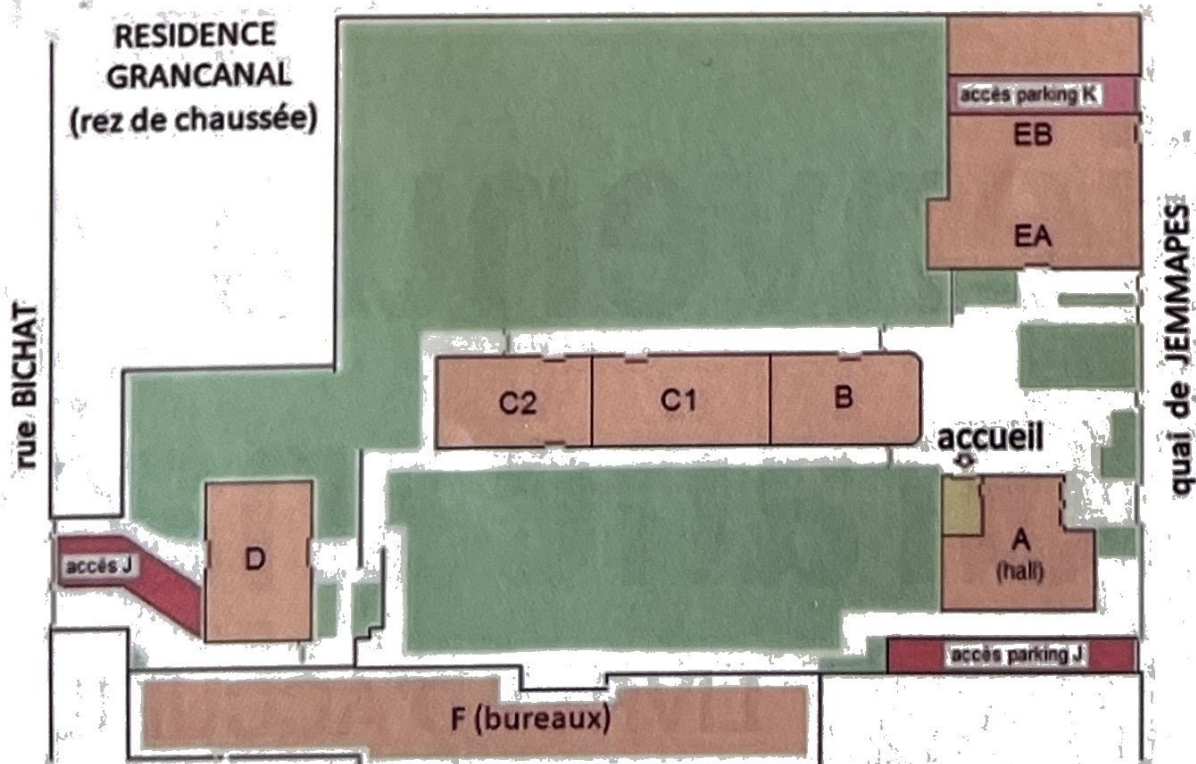 RESIDENCE
GRANCANAL
(rez de chaussée)
accès parking K
EB
EA
rue BICHAT
quai de JEMMAPES
C2
C1
B
accueil
accès J
D
A
(hall)
accès parking J
F (bureaux)